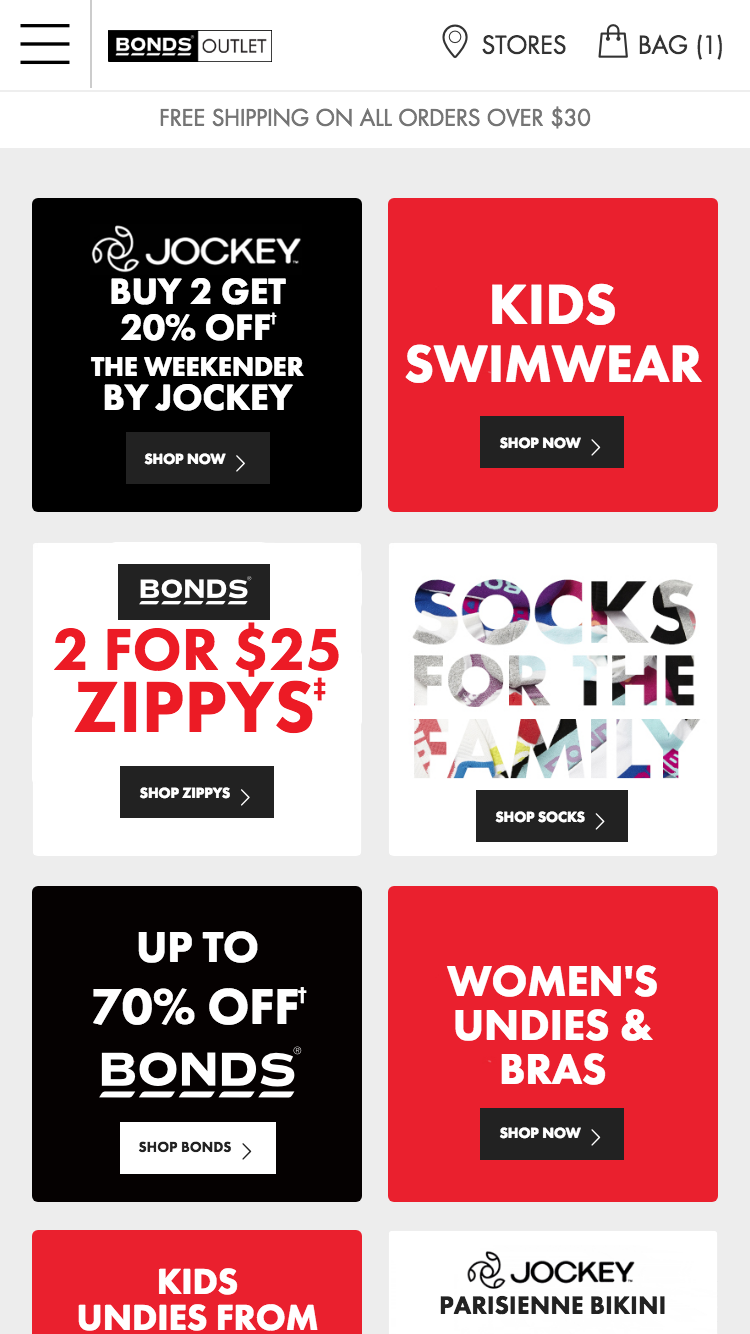 BONDS OUTLET
STORES
BAG (1)
FREE SHIPPING ON ALL ORDERS OVER $30
JOCKEY™
BUY 2 GET
20% OFF†
THE WEEKENDER
BY JOCKEY
SHOP NOW
KIDS
SWIMWEAR
SHOP NOW
BONDS®
2 FOR $25
ZIPPYS‡
SHOP ZIPPYS
SOCKS
FOR THE
FAMILY
SHOP SOCKS
UP TO
70% OFF†
BONDS®
SHOP BONDS
WOMEN'S
UNDIES &
BRAS
SHOP NOW
KIDS
UNDIES FROM
JOCKEY
PARISIENNE BIKINI